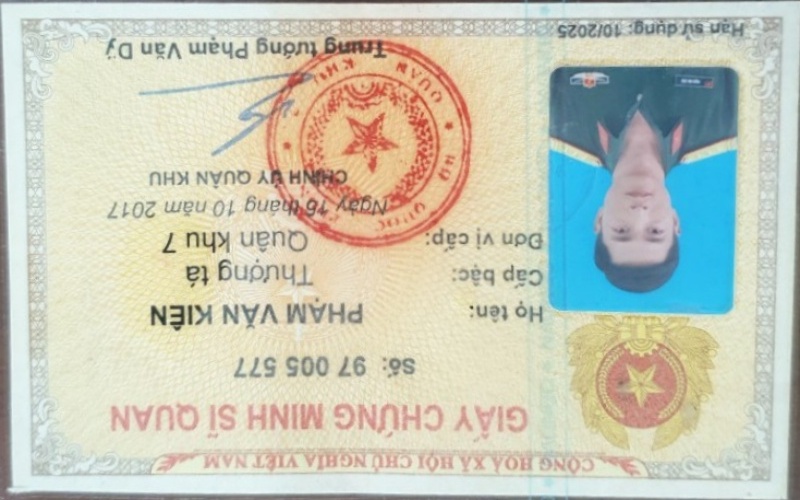 CỘNG HOÀ XÃ HỘI CHỦ NGHĨA VIỆT NAM
GIẤY CHỨNG MINH SĨ QUAN
Số: 97 005 577
Họ tên: PHẠM VĂN KIÊN
Cấp bậc: Thượng tá
Đơn vị cấp: Quân khu 7
Ngày 16 tháng 10 năm 2017
CHÍNH ỦY QUÂN KHU
QUÂN KHU
Trung tướng Phạm Văn Dỹ
Hạn sử dụng: 10/2025